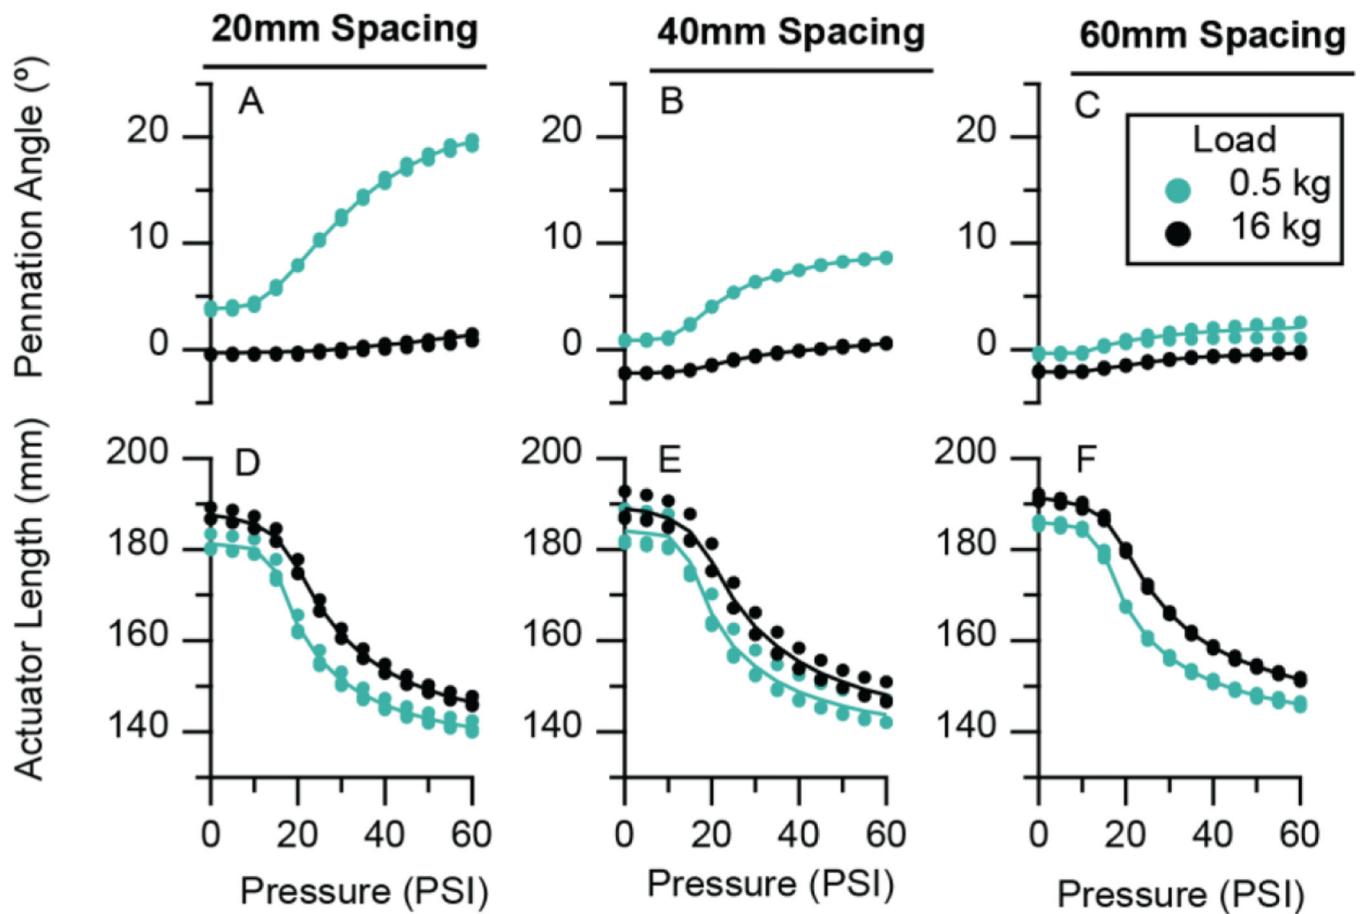 20mm Spacing
40mm Spacing
60mm Spacing
Pennation Angle (º)
A
B
C
20
10
0
20
10
0
20
10
0
Load
0.5 kg
16 kg
Actuator Length (mm)
D
E
F
200
180
160
140
200
180
160
140
200
180
160
140
0 20 40 60
0 20 40 60
0 20 40 60
Pressure (PSI)
Pressure (PSI)
Pressure (PSI)